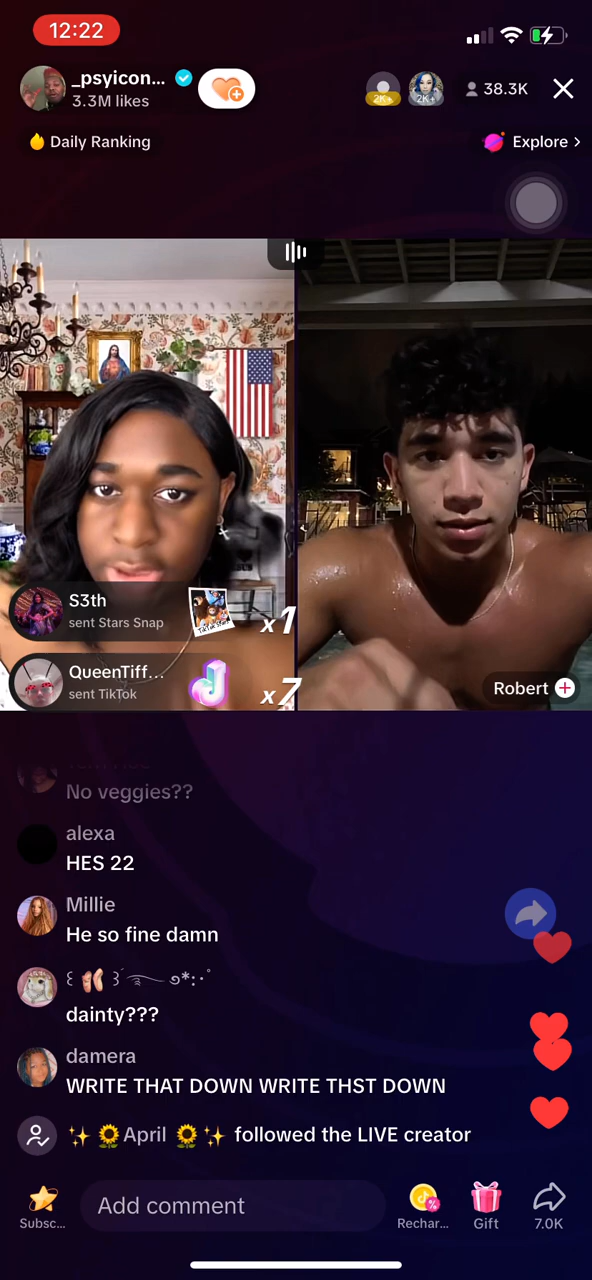 12:22
_psyicon...
3.3M likes
2K+
2K+
38.3K
Daily Ranking
Explore >
S3th
sent Stars Snap
x1
QueenTiff...
sent TikTok
x7
Robert
No veggies??
alexa
HES 22
Millie
He so fine damn
dainty???
damera
WRITE THAT DOWN WRITE THST DOWN
✨🌻April 🌻✨ followed the LIVE creator
Subsc...
Add comment
Rechar...
Gift
7.0K